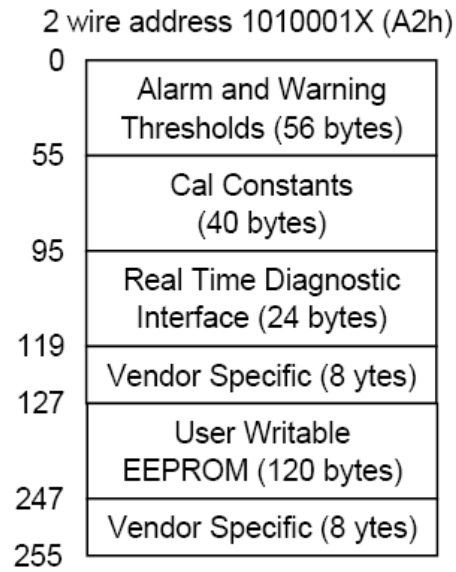 2 wire address 1010001X (A2h)
0
Alarm and Warning
Thresholds (56 bytes)
55
Cal Constants
(40 bytes)
95
Real Time Diagnostic
Interface (24 bytes)
119
Vendor Specific (8 ytes)
127
User Writable
EEPROM (120 bytes)
247
Vendor Specific (8 ytes)
255